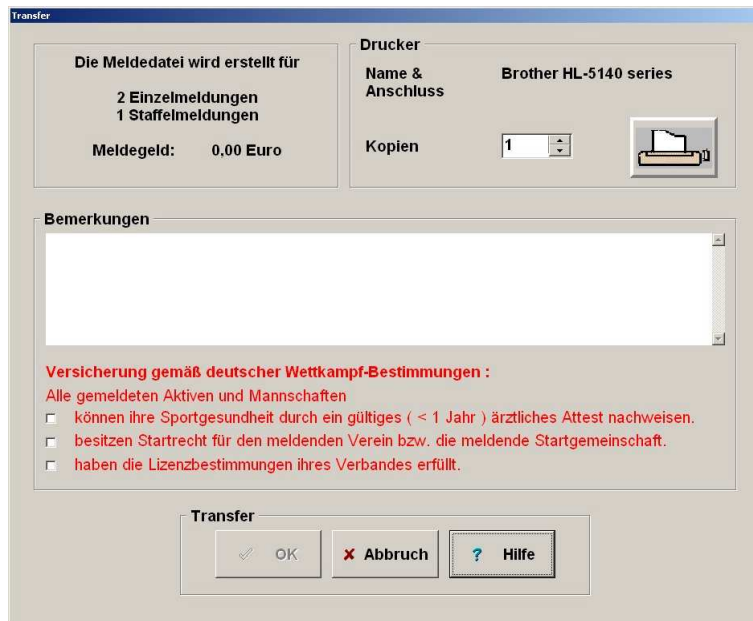 Transfer
Die Meldedatei wird erstellt für
2 Einzelmeldungen
1 Staffelmeldungen
Meldegeld: 0,00 Euro
Drucker
Name & Anschluss
Brother HL-5140 series
Kopien 1
Bemerkungen
Versicherung gemäß deutscher Wettkampf-Bestimmungen :
Alle gemeldeten Aktiven und Mannschaften
können ihre Sportgesundheit durch ein gültiges ( < 1 Jahr ) ärztliches Attest nachweisen.
besitzen Startrecht für den meldenden Verein bzw. die meldende Startgemeinschaft.
haben die Lizenzbestimmungen ihres Verbandes erfüllt.
Transfer
OK
Abbruch
? Hilfe